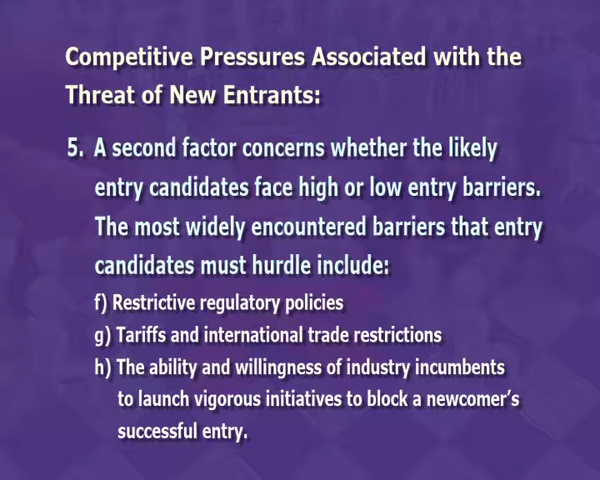 Competitive Pressures Associated with the
Threat of New Entrants:
5. A second factor concerns whether the likely
entry candidates face high or low entry barriers.
The most widely encountered barriers that entry
candidates must hurdle include:
f) Restrictive regulatory policies
g) Tariffs and international trade restrictions
h) The ability and willingness of industry incumbents
to launch vigorous initiatives to block a newcomer’s
successful entry.